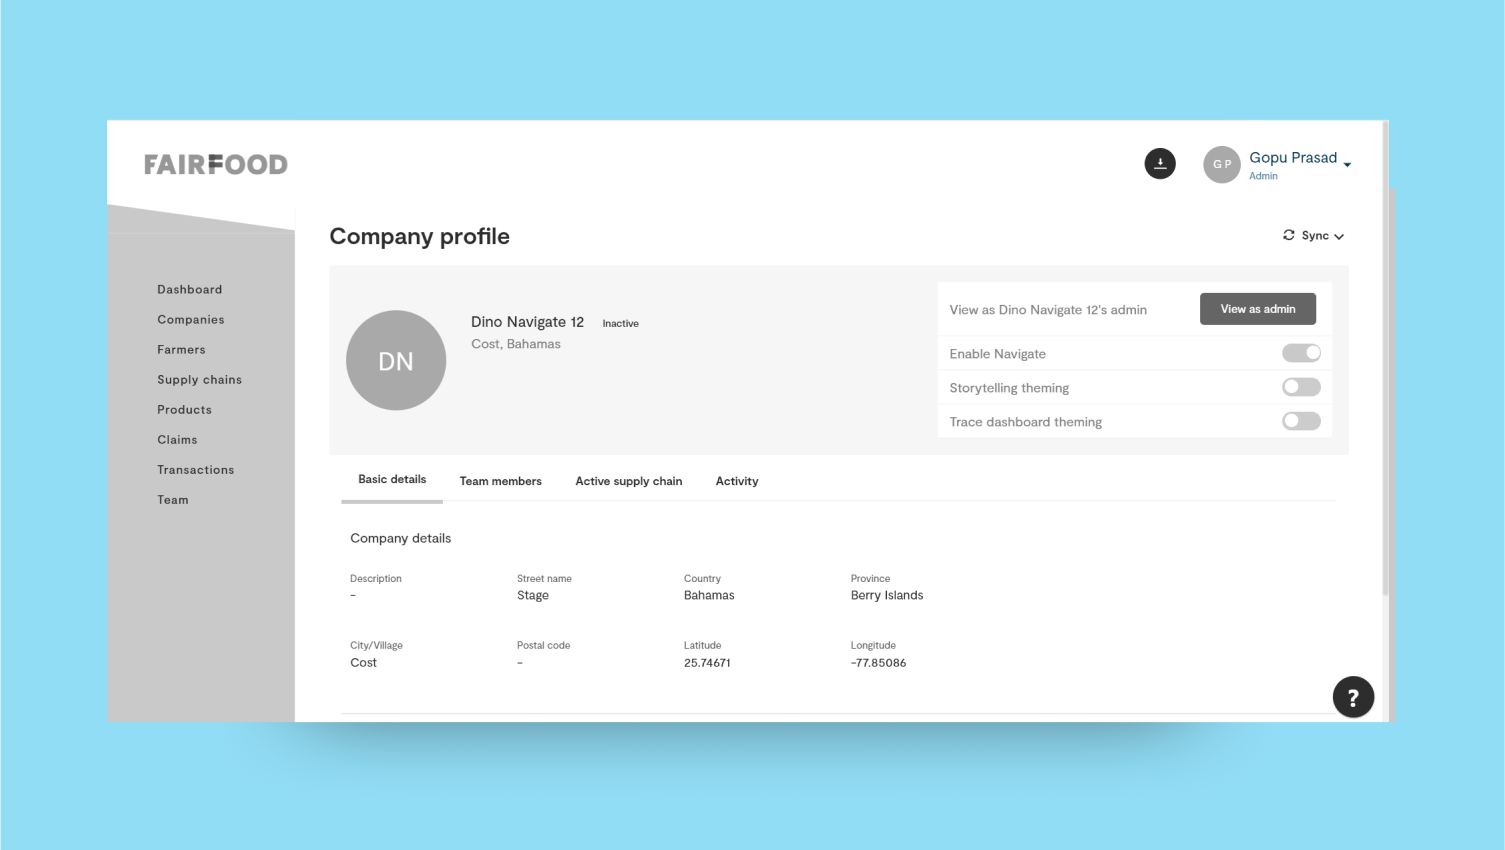 FAIRFOOD
G P
Gopu Prasad
Admin
Company profile
Sync
Dashboard
Companies
Farmers
Supply chains
Products
Claims
Transactions
Team
DN
Dino Navigate 12
Inactive
Cost, Bahamas
View as Dino Navigate 12's admin
View as admin
Enable Navigate
Storytelling theming
Trace dashboard theming
Basic details
Team members
Active supply chain
Activity
Company details
Description
Street name
Country
Province
-
Stage
Bahamas
Berry Islands
City/Village
Postal code
Latitude
Longitude
Cost
-
25.74671
-77.85086
?